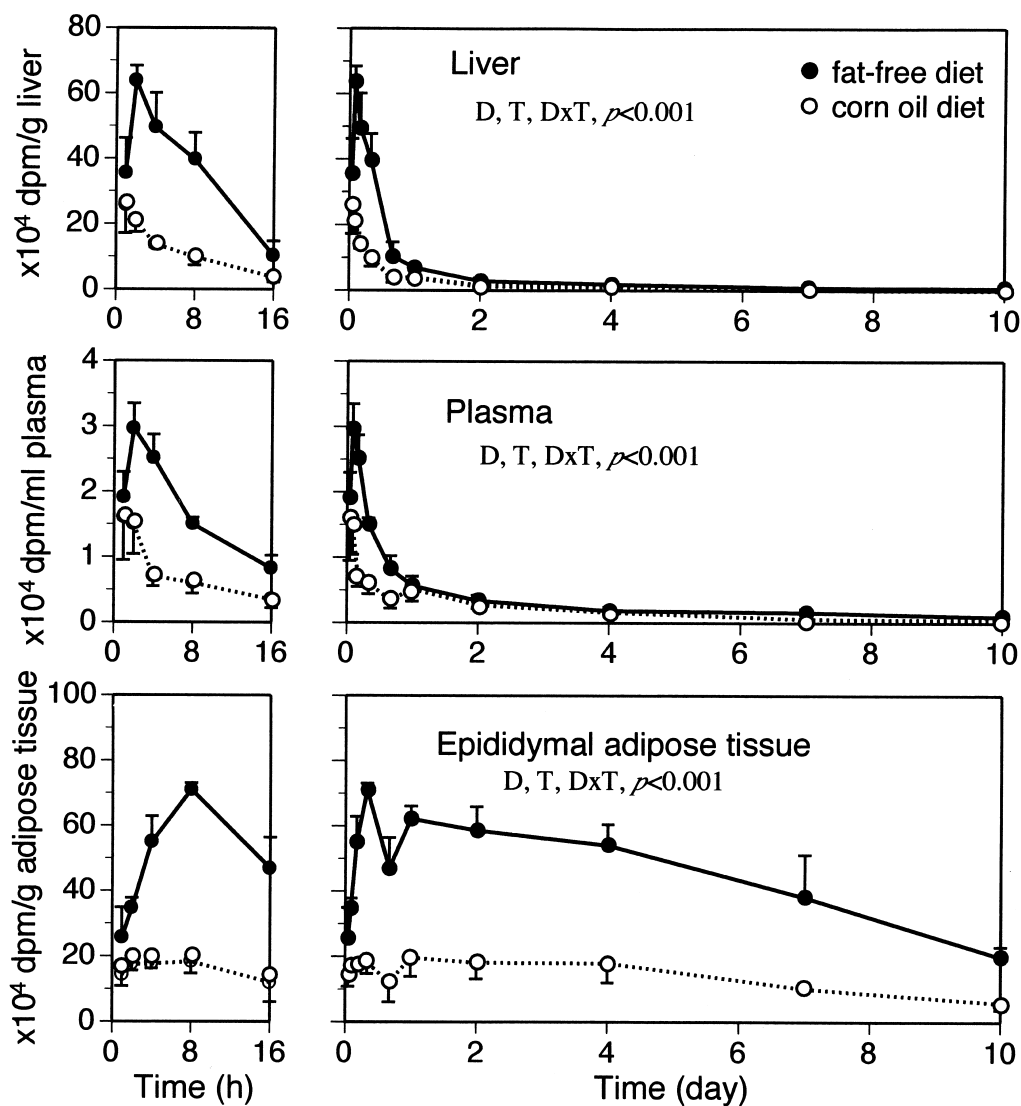 x10⁴ dpm/g liver
80
60
40
20
0
0 8 16
Liver
D, T, DxT, p<0.001
fat-free diet
corn oil diet
0 2 4 6 8 10
x10⁴ dpm/ml plasma
4
3
2
1
0
0 8 16
Plasma
D, T, DxT, p<0.001
0 2 4 6 8 10
x10⁴ dpm/g adipose tissue
100
80
60
40
20
0
0 8 16
Time (h)
Epididymal adipose tissue
D, T, DxT, p<0.001
0 2 4 6 8 10
Time (day)